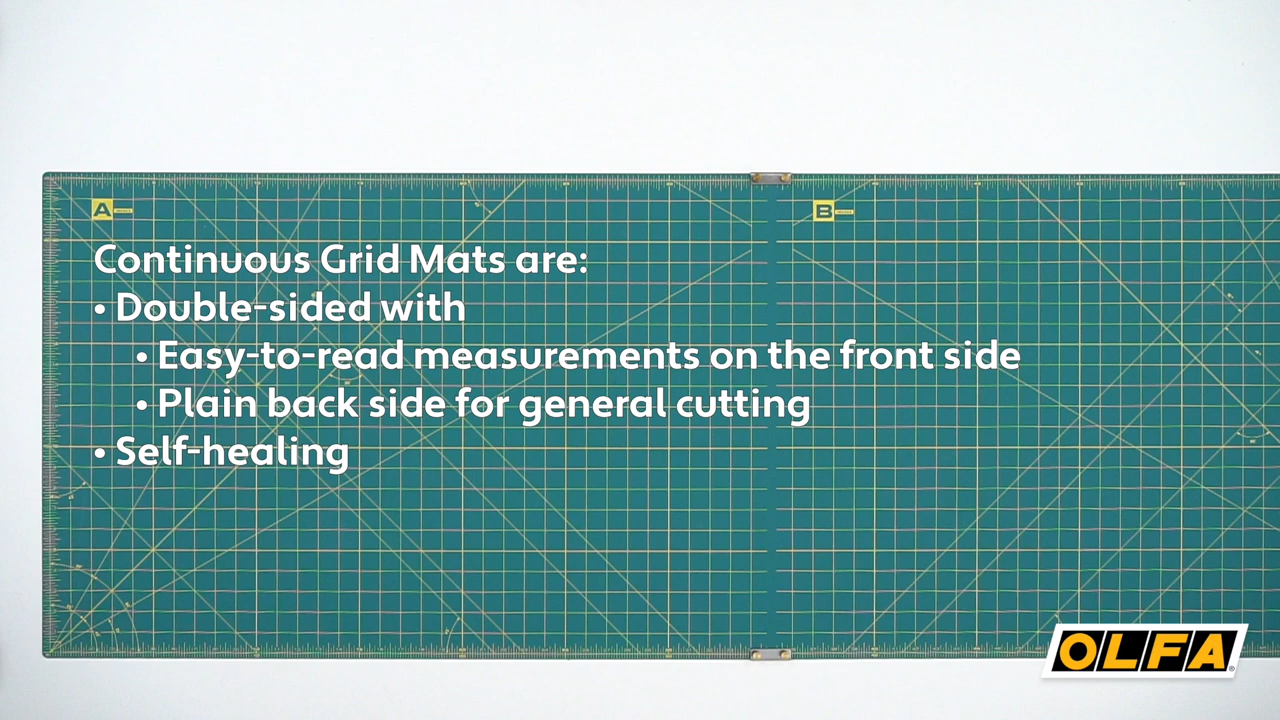 A
B
Continuous Grid Mats are:
• Double-sided with
• Easy-to-read measurements on the front side
• Plain back side for general cutting
• Self-healing
OLFA®